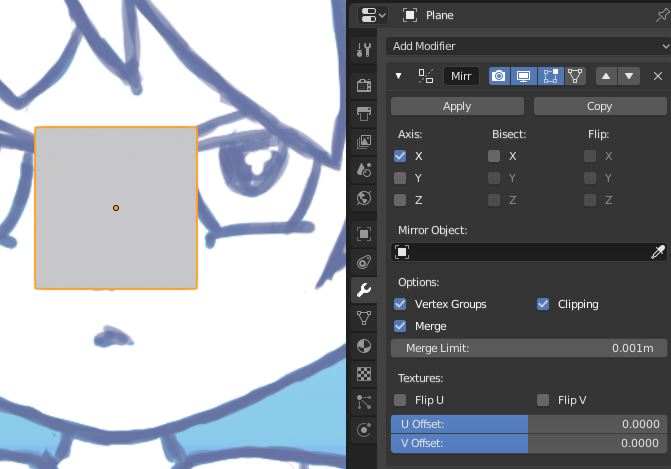 Plane
Add Modifier
Mirr
Apply Copy
Axis: Bisect: Flip:
X X X
Y Y Y
Z Z Z
Mirror Object:
Options:
Vertex Groups Clipping
Merge
Merge Limit: 0.001m
Textures:
Flip U Flip V
U Offset: 0.0000
V Offset: 0.0000